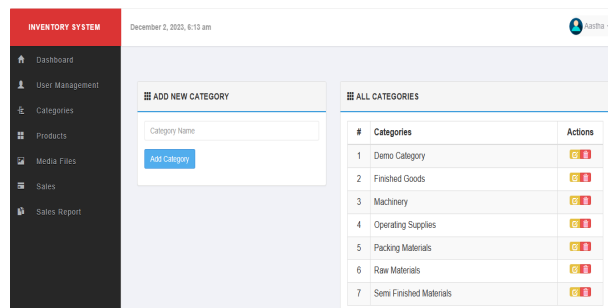 INVENTORY SYSTEM
December 2, 2023, 6:13 am
Aastha
Dashboard
User Management
Categories
Products
Media Files
Sales
Sales Report
ADD NEW CATEGORY
Category Name
Add Category
ALL CATEGORIES
# Categories Actions
1 Demo Category
2 Finished Goods
3 Machinery
4 Operating Supplies
5 Packing Materials
6 Raw Materials
7 Semi Finished Materials